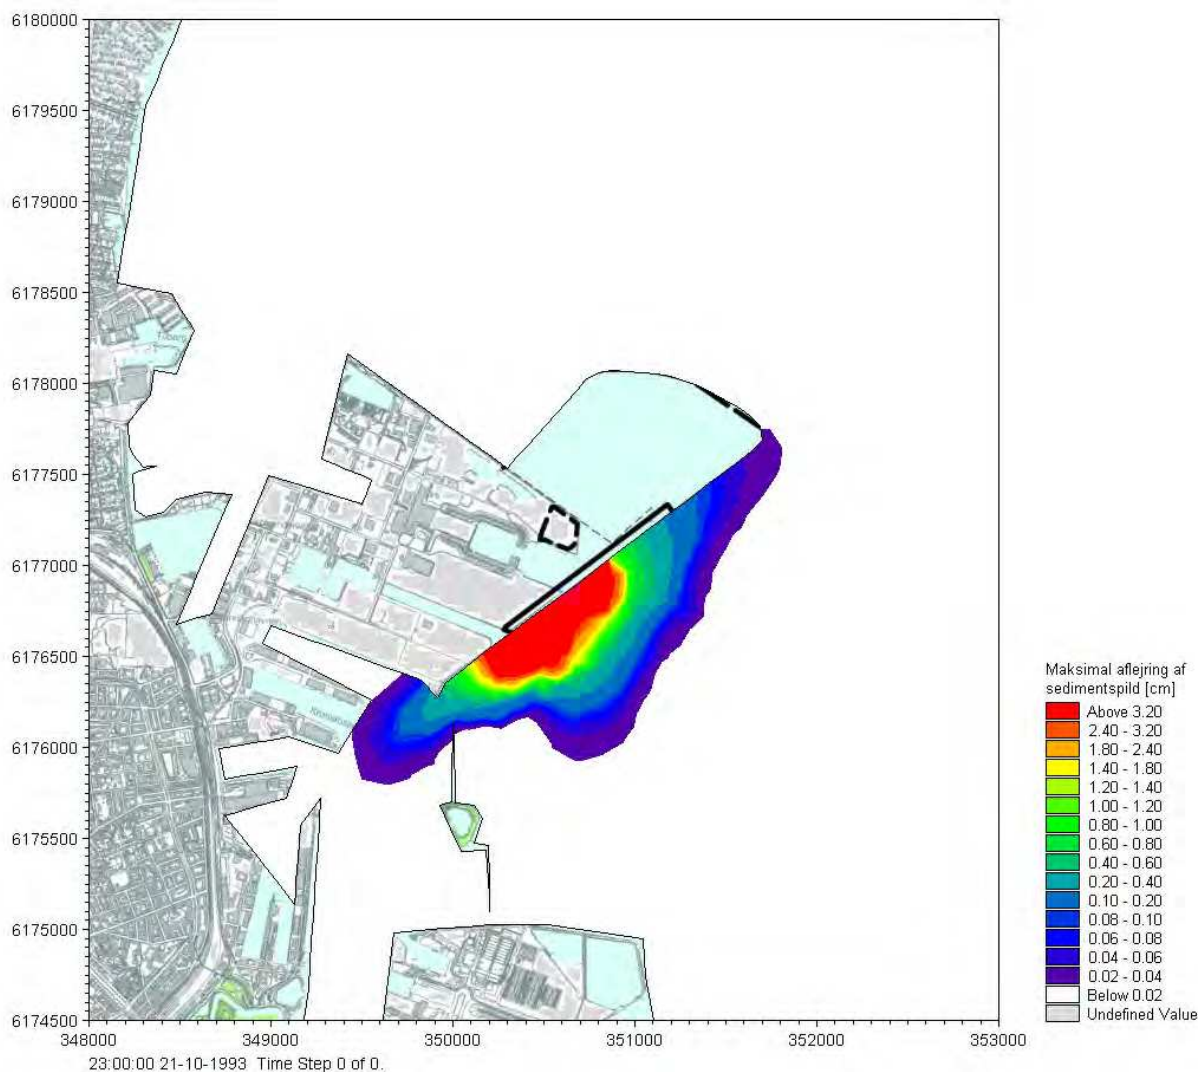 6180000
6179500
6179000
6178500
6178000
6177500
6177000
6176500
6176000
6175500
6175000
6174500
348000 349000 350000 351000 352000 353000
23:00:00 21-10-1993 Time Step 0 of 0.
Maksimal aflejring af
sedimentspild [cm]
Above 3.20
2.40 - 3.20
1.80 - 2.40
1.40 - 1.80
1.20 - 1.40
1.00 - 1.20
0.80 - 1.00
0.60 - 0.80
0.40 - 0.60
0.20 - 0.40
0.10 - 0.20
0.08 - 0.10
0.06 - 0.08
0.04 - 0.06
0.02 - 0.04
Below 0.02
Undefined Value